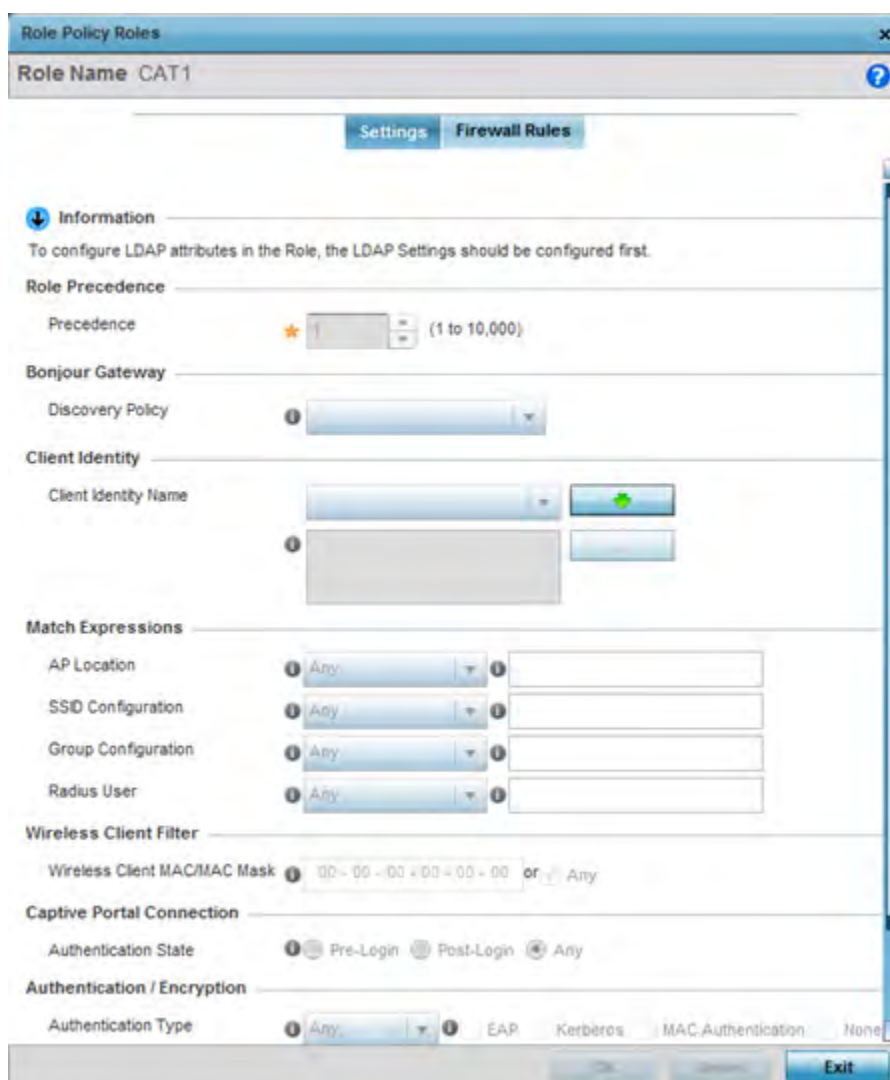 Role Policy Roles
Role Name CAT1
Settings Firewall Rules
Information
To configure LDAP attributes in the Role, the LDAP Settings should be configured first.
Role Precedence
Precedence 1 (1 to 10,000)
Bonjour Gateway
Discovery Policy
Client Identity
Client Identity Name
Match Expressions
AP Location Any
SSID Configuration Any
Group Configuration Any
Radius User Any
Wireless Client Filter
Wireless Client MAC/MAC Mask 00 - 00 - 00 - 00 - 00 - 00 or Any
Captive Portal Connection
Authentication State Pre-Login Post-Login Any
Authentication / Encryption
Authentication Type Any EAP Kerberos MAC Authentication None
Exit